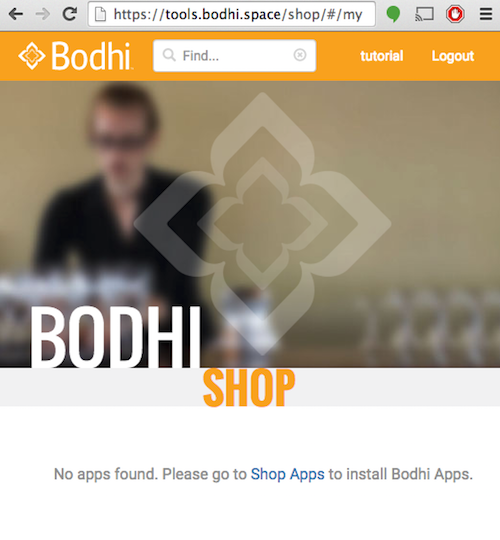 https://tools.bodhi.space/shop/#/my
Bodhi Find... tutorial Logout
BODHI
SHOP
No apps found. Please go to Shop Apps to install Bodhi Apps.